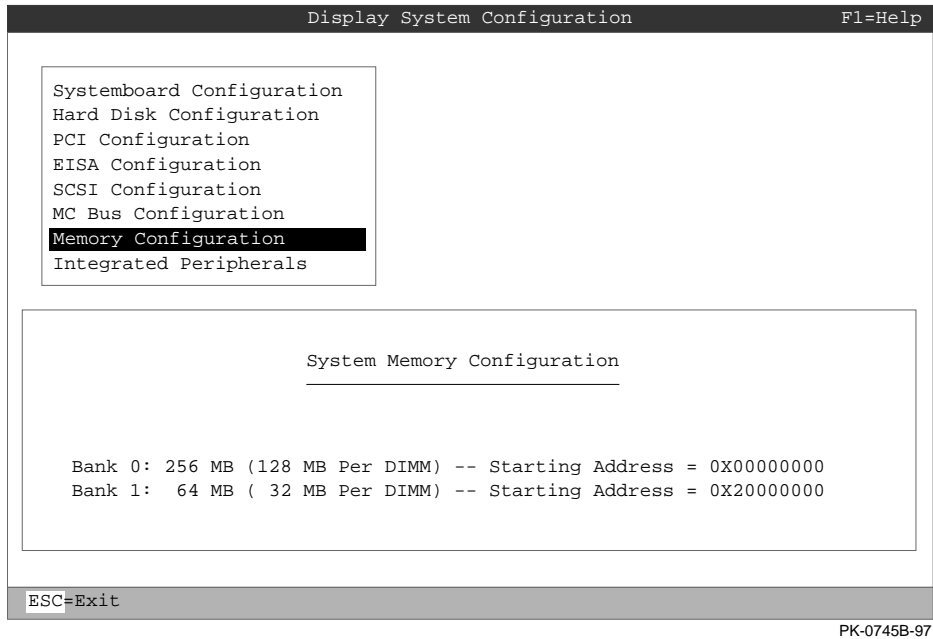 Display System Configuration F1=Help
Systemboard Configuration
Hard Disk Configuration
PCI Configuration
EISA Configuration
SCSI Configuration
MC Bus Configuration
Memory Configuration
Integrated Peripherals
System Memory Configuration
Bank 0: 256 MB (128 MB Per DIMM) -- Starting Address = 0X00000000
Bank 1:  64 MB ( 32 MB Per DIMM) -- Starting Address = 0X20000000
ESC=Exit
PK-0745B-97